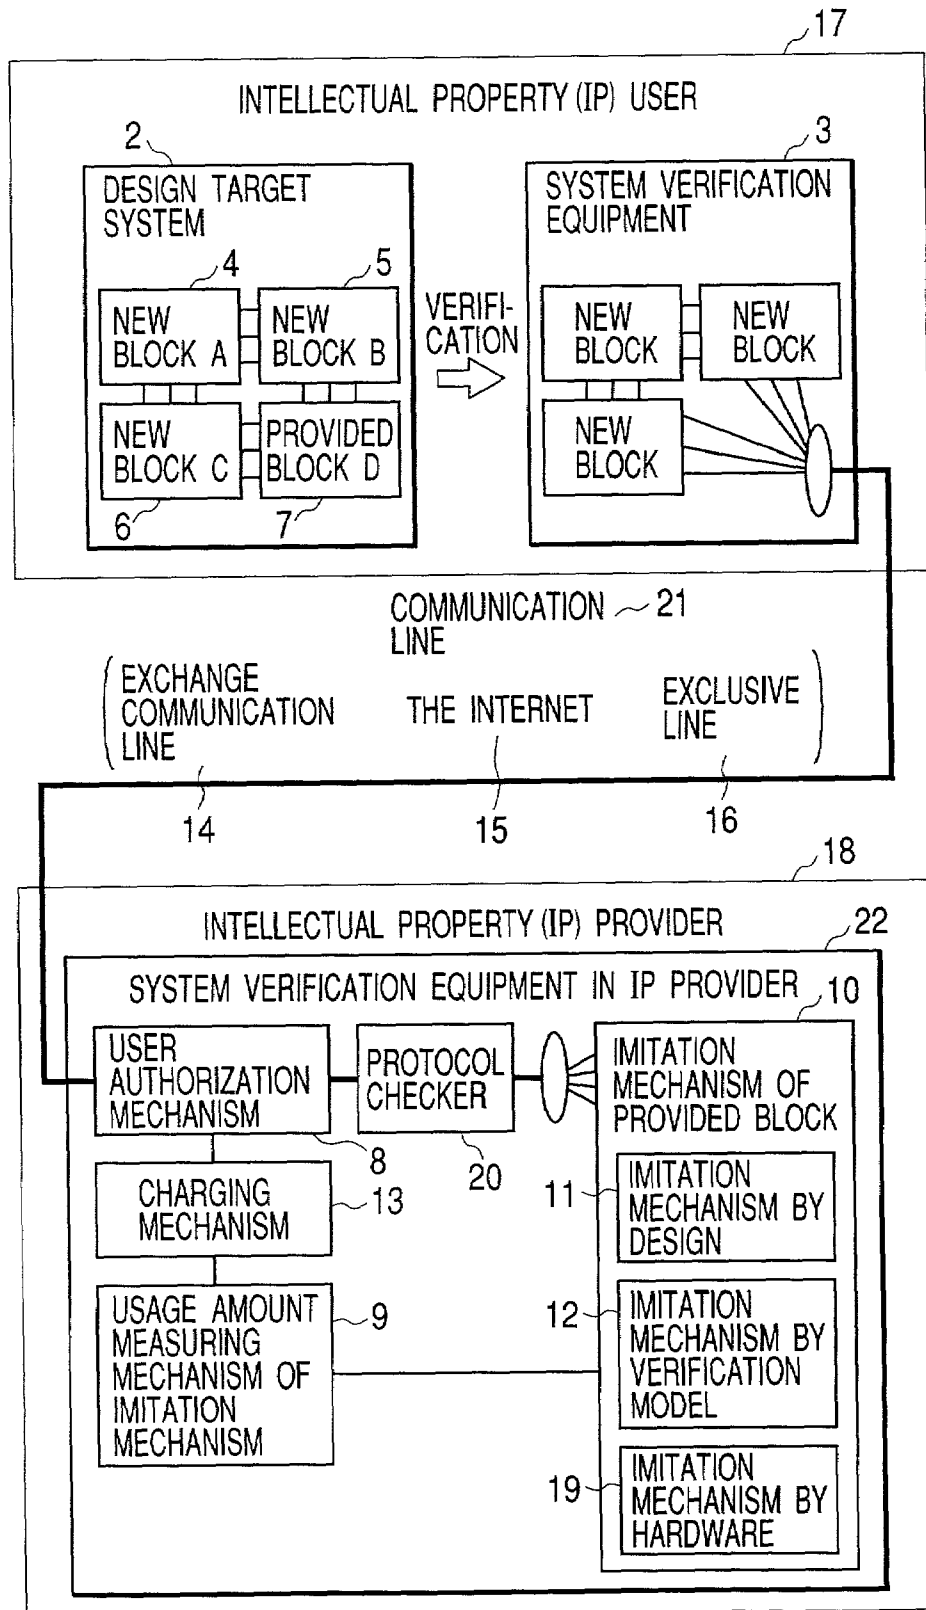 17
INTELLECTUAL PROPERTY (IP) USER
2
DESIGN TARGET
SYSTEM
4
NEW
BLOCK A
5
NEW
BLOCK B
NEW
BLOCK C
6
PROVIDED
BLOCK D
7
VERIFI-
CATION
3
SYSTEM VERIFICATION
EQUIPMENT
NEW
BLOCK
NEW
BLOCK
NEW
BLOCK
COMMUNICATION
LINE
21
EXCHANGE
COMMUNICATION
LINE
THE INTERNET
EXCLUSIVE
LINE
14
15
16
18
INTELLECTUAL PROPERTY (IP) PROVIDER
22
SYSTEM VERIFICATION EQUIPMENT IN IP PROVIDER
USER
AUTHORIZATION
MECHANISM
8
PROTOCOL
CHECKER
20
10
IMITATION
MECHANISM OF
PROVIDED BLOCK
CHARGING
MECHANISM
13
11
IMITATION
MECHANISM BY
DESIGN
USAGE AMOUNT
MEASURING
MECHANISM OF
IMITATION
MECHANISM
9
12
IMITATION
MECHANISM BY
VERIFICATION
MODEL
19
IMITATION
MECHANISM BY
HARDWARE